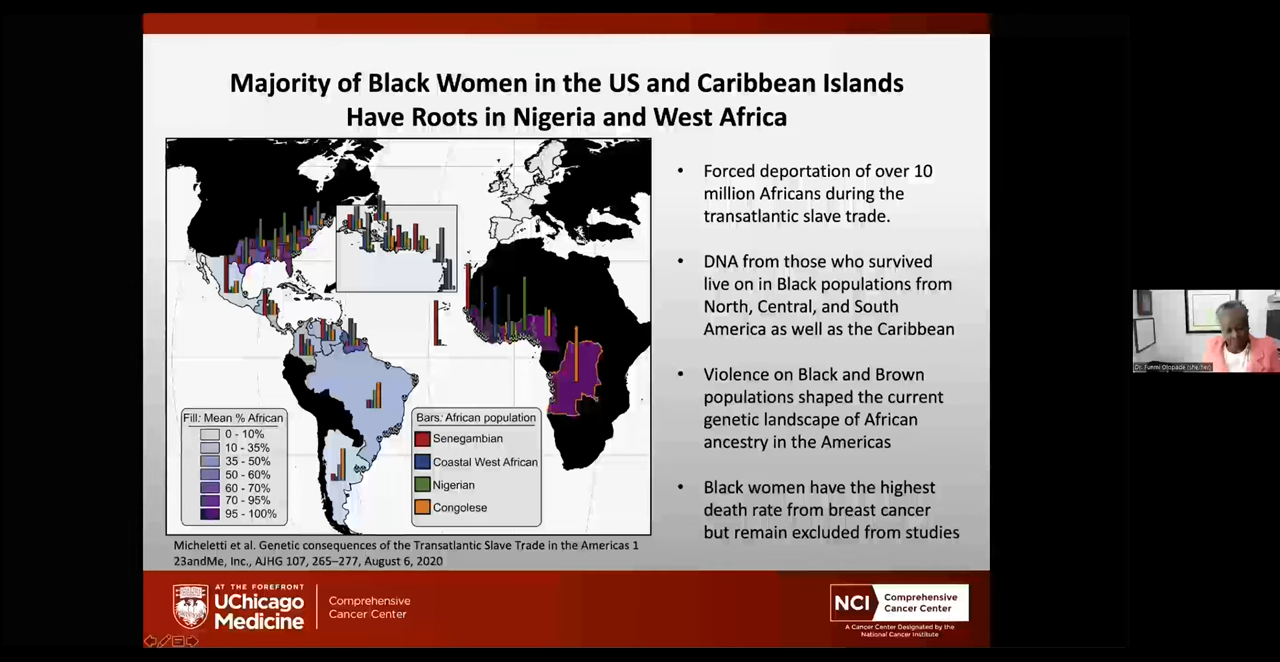 Majority of Black Women in the US and Caribbean Islands
Have Roots in Nigeria and West Africa
Fill: Mean % African
0 - 10%
10 - 35%
35 - 50%
50 - 60%
60 - 70%
70 - 95%
95 - 100%
Bars: African population
Senegambian
Coastal West African
Nigerian
Congolese
Micheletti et al. Genetic consequences of the Transatlantic Slave Trade in the Americas 1
23andMe, Inc., AJHG 107, 265–277, August 6, 2020
• Forced deportation of over 10
million Africans during the
transatlantic slave trade.
• DNA from those who survived
live on in Black populations from
North, Central, and South
America as well as the Caribbean
• Violence on Black and Brown
populations shaped the current
genetic landscape of African
ancestry in the Americas
• Black women have the highest
death rate from breast cancer
but remain excluded from studies
Dr. Funmi Olopade (she/her)
AT THE FOREFRONT
UChicago
Medicine
Comprehensive
Cancer Center
NCI
Comprehensive
Cancer Center
A Cancer Center Designated by the
National Cancer Institute